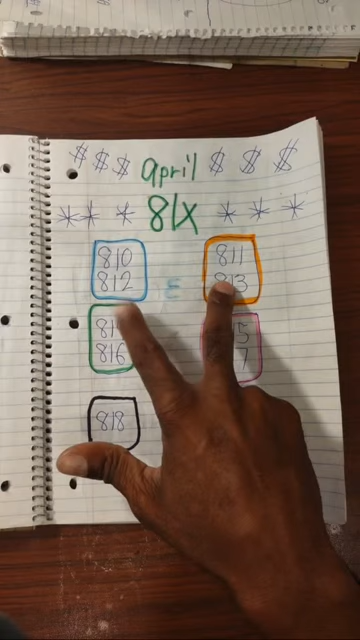 $ $ $ April $ $ $
* * * 81X * * *
810 811
812 813
816
818